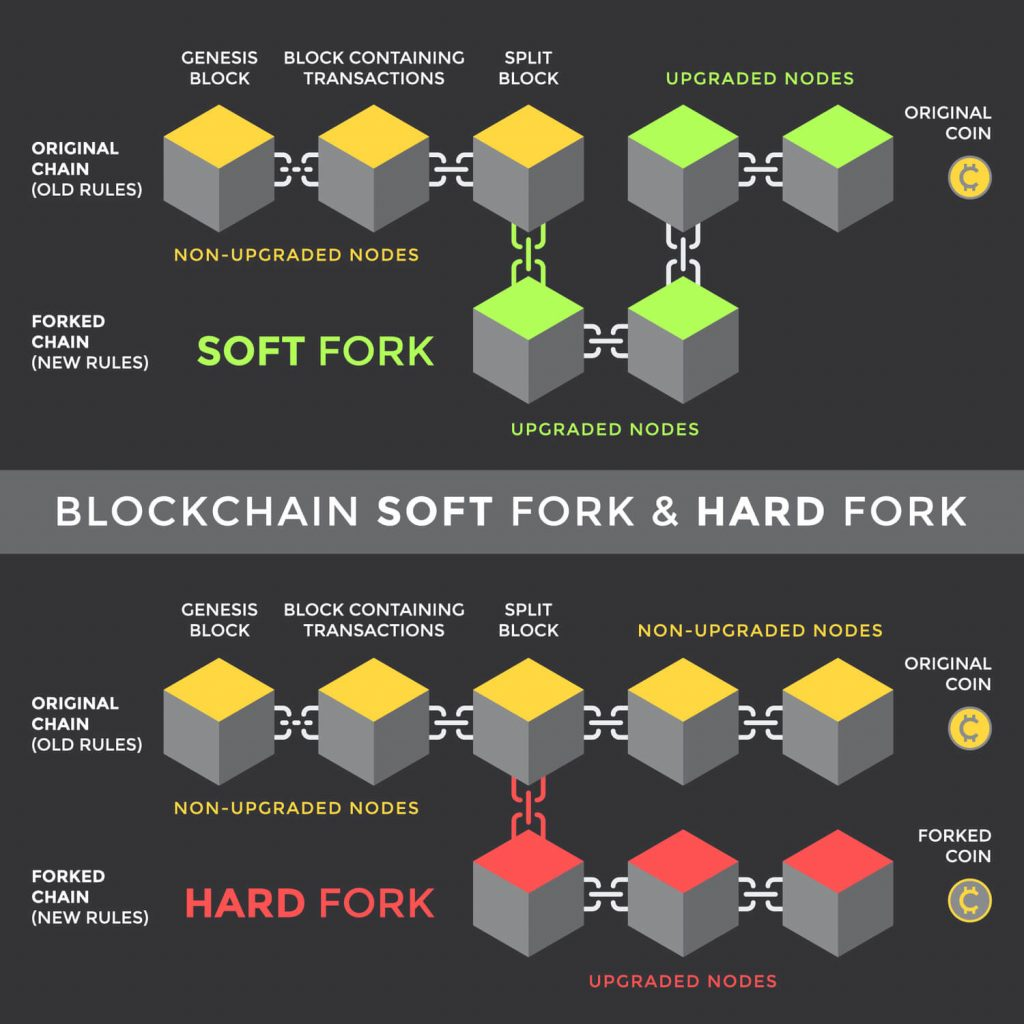 GENESIS
BLOCK
BLOCK CONTAINING
TRANSACTIONS
SPLIT
BLOCK
UPGRADED NODES
ORIGINAL
COIN
ORIGINAL
CHAIN
(OLD RULES)
NON-UPGRADED NODES
FORKED
CHAIN
(NEW RULES)
SOFT FORK
UPGRADED NODES
BLOCKCHAIN SOFT FORK & HARD FORK
GENESIS
BLOCK
BLOCK CONTAINING
TRANSACTIONS
SPLIT
BLOCK
NON-UPGRADED NODES
ORIGINAL
COIN
ORIGINAL
CHAIN
(OLD RULES)
NON-UPGRADED NODES
FORKED
CHAIN
(NEW RULES)
HARD FORK
FORKED
COIN
UPGRADED NODES